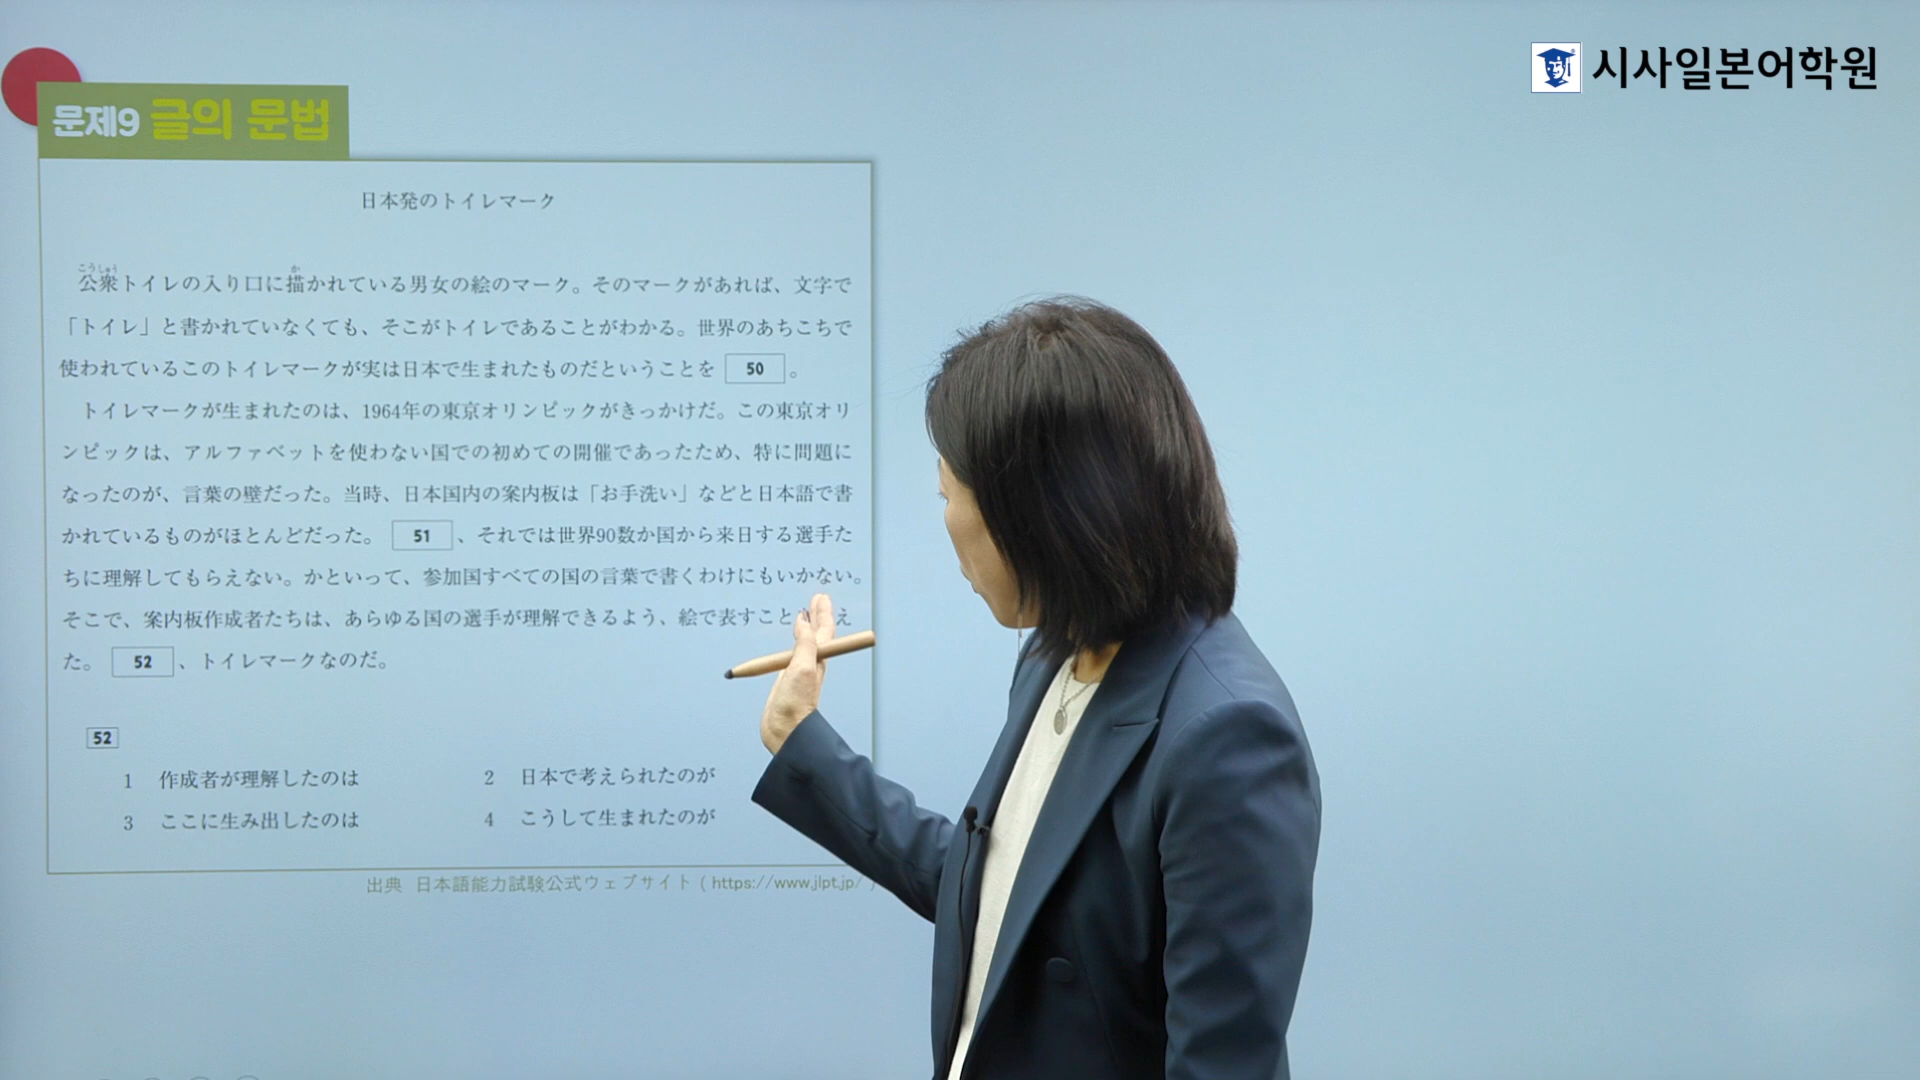 시사일본어학원
문제9 글의 문법
日本発のトイレマーク
こうしゅう か
公衆トイレの入り口に描かれている男女の絵のマーク。そのマークがあれば、文字で
「トイレ」と書かれていなくても、そこがトイレであることがわかる。世界のあちこちで
使われているこのトイレマークが実は日本で生まれたものだということを 50 。
トイレマークが生まれたのは、1964年の東京オリンピックがきっかけだ。この東京オリ
ンピックは、アルファベットを使わない国での初めての開催であったため、特に問題に
なったのが、言葉の壁だった。当時、日本国内の案内板は「お手洗い」などと日本語で書
かれているものがほとんどだった。 51 、それでは世界90数か国から来日する選手た
ちに理解してもらえない。かといって、参加国すべての国の言葉で書くわけにもいかない。
そこで、案内板作成者たちは、あらゆる国の選手が理解できるよう、絵で表すこと え
た。 52 、トイレマークなのだ。
52
1 作成者が理解したのは 2 日本で考えられたのが
3 ここに生み出したのは 4 こうして生まれたのが
出典 日本語能力試験公式ウェブサイト ( https://www.jlpt.jp/ )